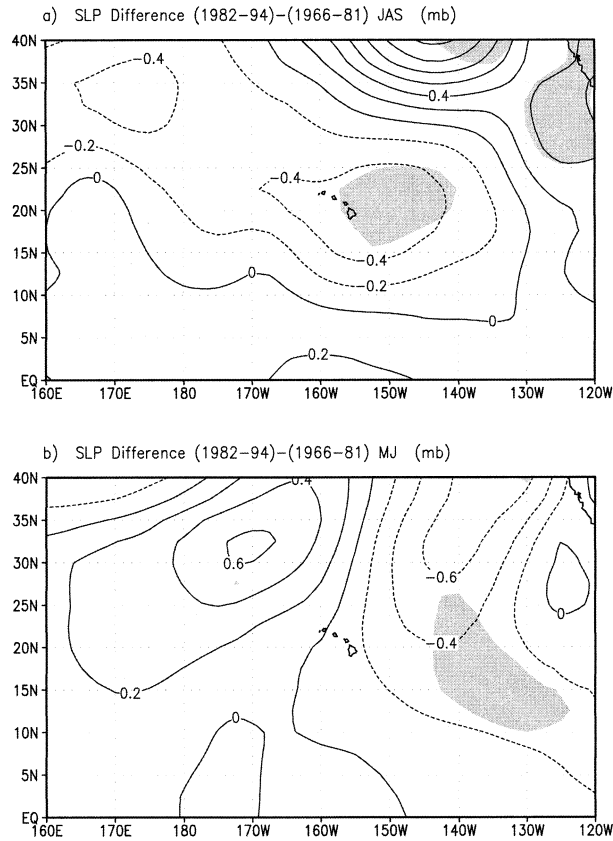 a) SLP Difference (1982-94)-(1966-81) JAS (mb)
40N
35N
30N
25N
20N
15N
10N
5N
EQ
-0.4
0.4
-0.2
0
-0.4
-0.4
-0.2
0
0
0.2
160E 170E 180 170W 160W 150W 140W 130W 120W
b) SLP Difference (1982-94)-(1966-81) MJ (mb)
40N
35N
30N
25N
20N
15N
10N
5N
EQ
0.4
0.6
-0.6
0
-0.4
0.2
0
160E 170E 180 170W 160W 150W 140W 130W 120W